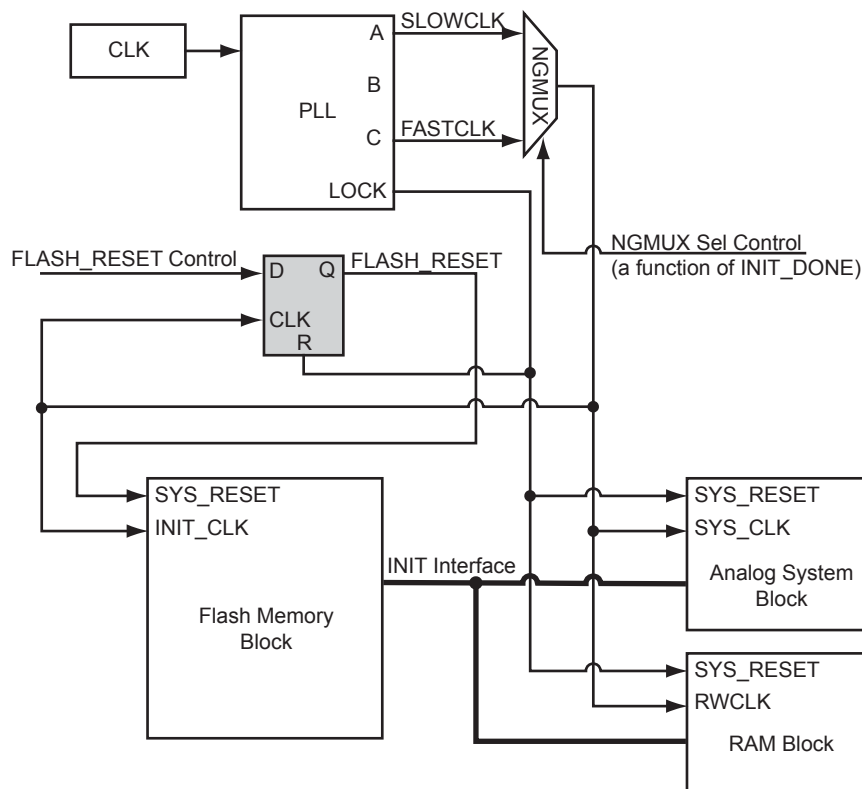 CLK
PLL
A
B
C
LOCK
SLOWCLK
FASTCLK
NGMUX
NGMUX Sel Control
(a function of INIT_DONE)
FLASH_RESET Control
D
Q
CLK
R
FLASH_RESET
SYS_RESET
INIT_CLK
Flash Memory
Block
INIT Interface
SYS_RESET
SYS_CLK
Analog System
Block
SYS_RESET
RWCLK
RAM Block